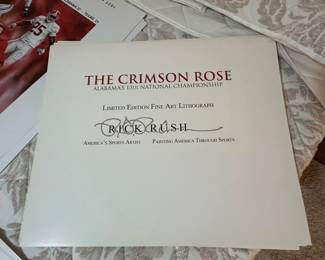 THE CRIMSON ROSE
ALABAMA'S 13TH NATIONAL CHAMPIONSHIP
LIMITED EDITION FINE ART LITHOGRAPH
RICK RUSH
AMERICA'S SPORTS ARTIST PAINTING AMERICA THROUGH SPORTS